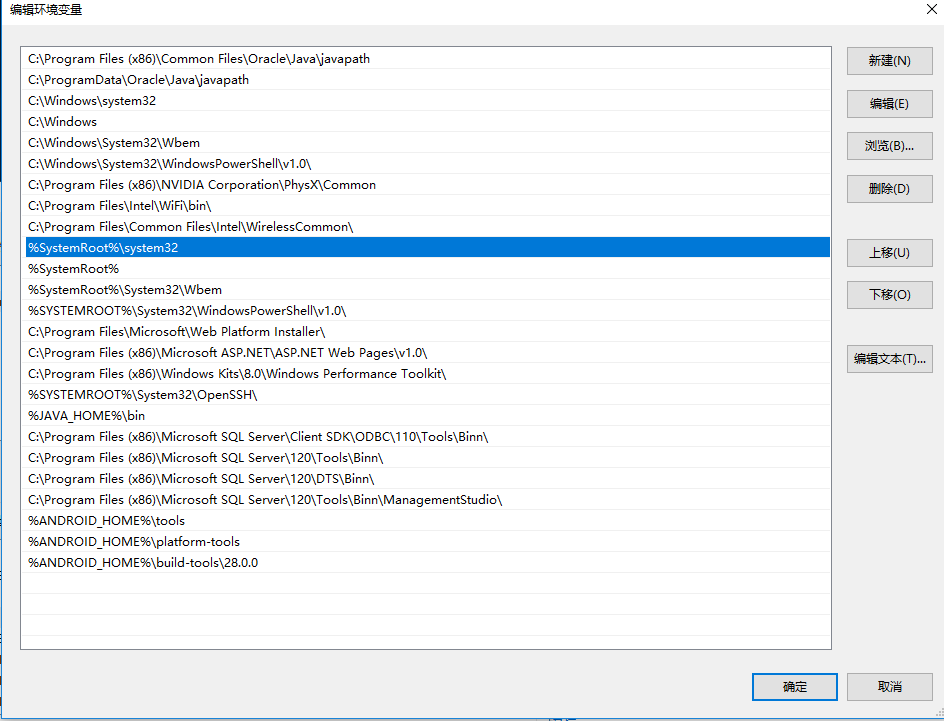 编辑环境变量
C:\Program Files (x86)\Common Files\Oracle\Java\javapath
C:\ProgramData\Oracle\Java\javapath
C:\Windows\system32
C:\Windows
C:\Windows\System32\Wbem
C:\Windows\System32\WindowsPowerShell\v1.0\
C:\Program Files (x86)\NVIDIA Corporation\PhysX\Common
C:\Program Files\Intel\WiFi\bin\
C:\Program Files\Common Files\Intel\WirelessCommon\
%SystemRoot%\system32
%SystemRoot%
%SystemRoot%\System32\Wbem
%SYSTEMROOT%\System32\WindowsPowerShell\v1.0\
C:\Program Files\Microsoft\Web Platform Installer\
C:\Program Files (x86)\Microsoft ASP.NET\ASP.NET Web Pages\v1.0\
C:\Program Files (x86)\Windows Kits\8.0\Windows Performance Toolkit\
%SYSTEMROOT%\System32\OpenSSH\
%JAVA_HOME%\bin
C:\Program Files (x86)\Microsoft SQL Server\Client SDK\ODBC\110\Tools\Binn\
C:\Program Files (x86)\Microsoft SQL Server\120\Tools\Binn\
C:\Program Files (x86)\Microsoft SQL Server\120\DTS\Binn\
C:\Program Files (x86)\Microsoft SQL Server\120\Tools\Binn\ManagementStudio\
%ANDROID_HOME%\tools
%ANDROID_HOME%\platform-tools
%ANDROID_HOME%\build-tools\28.0.0
新建(N)
编辑(E)
浏览(B)...
删除(D)
上移(U)
下移(O)
编辑文本(T)...
确定
取消